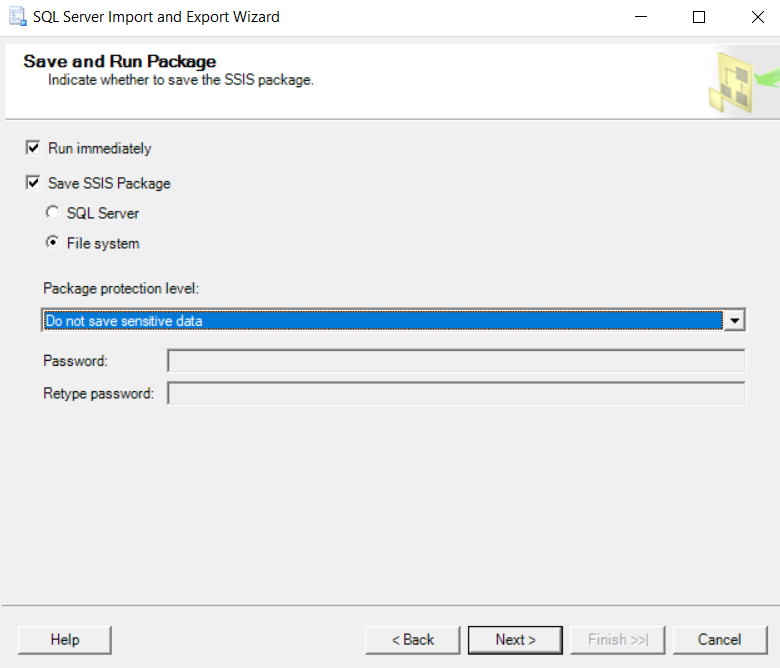 SQL Server Import and Export Wizard
Save and Run Package
Indicate whether to save the SSIS package.
Run immediately
Save SSIS Package
SQL Server
File system
Package protection level:
Do not save sensitive data
Password:
Retype password:
Help
< Back
Next >
Finish >>|
Cancel